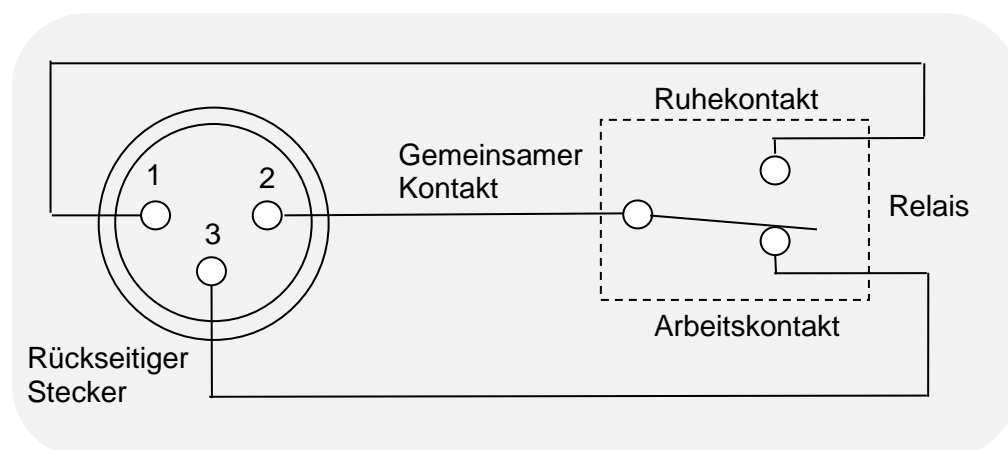 Ruhekontakt
Gemeinsamer
Kontakt
1
2
3
Relais
Arbeitskontakt
Rückseitiger
Stecker